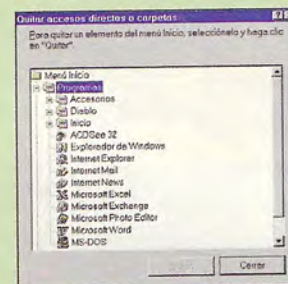 Quitar accesos directos o carpetas
Para quitar un elemento del menú Inicio, selecciónelo y haga clic
en "Quitar".
Menú Inicio
Programas
Accesorios
Diablo
Inicio
ACDSee 32
Explorador de Windows
Internet Explorer
Internet Mail
Internet News
Microsoft Excel
Microsoft Exchange
Microsoft Photo Editor
Microsoft Word
MS-DOS
Cerrar